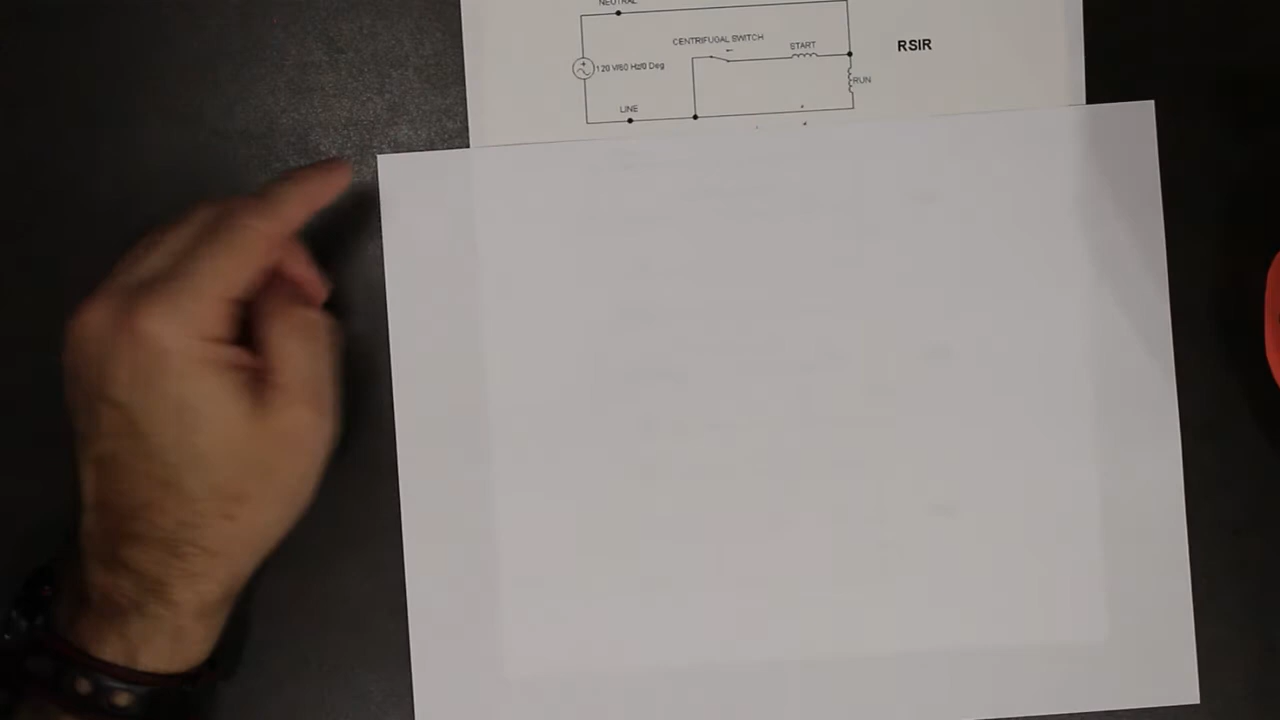 NEUTRAL
CENTRIFUGAL SWITCH
START
RSIR
120 V/60 Hz/0 Deg
RUN
LINE